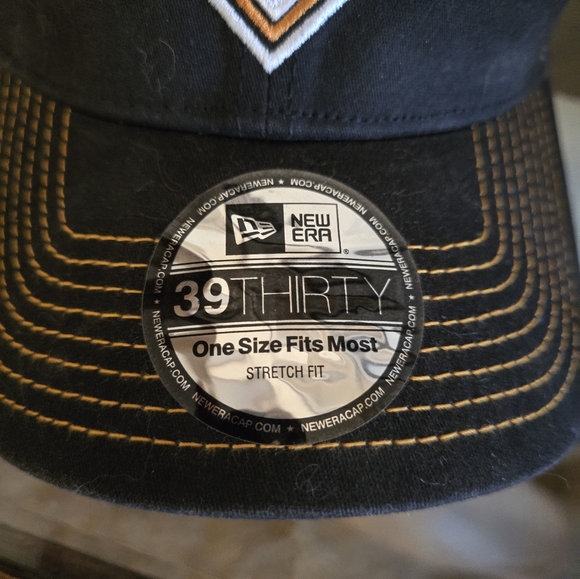 NEW
ERA®
39THIRTY
One Size Fits Most
STRETCH FIT
NEWERACAP.COM ★ NEWERACAP.COM ★ NEWERACAP.COM ★ NEWERACAP.COM ★ NEWERACAP.COM ★ NEWERACAP.COM